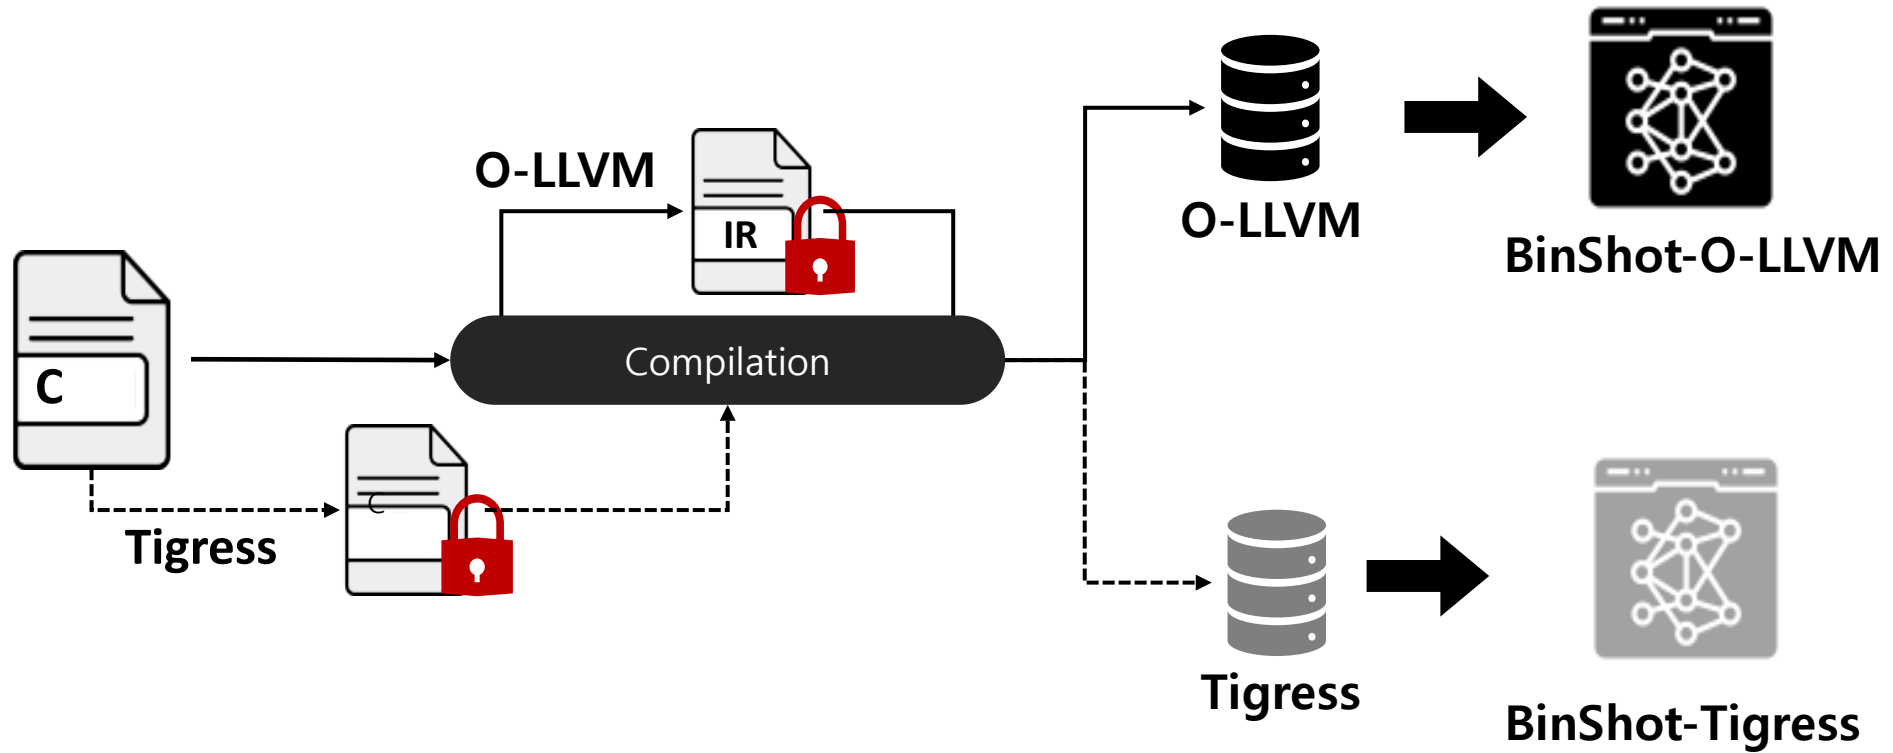 O-LLVM
IR
C
Compilation
C
Tigress
O-LLVM
BinShot-O-LLVM
Tigress
BinShot-Tigress